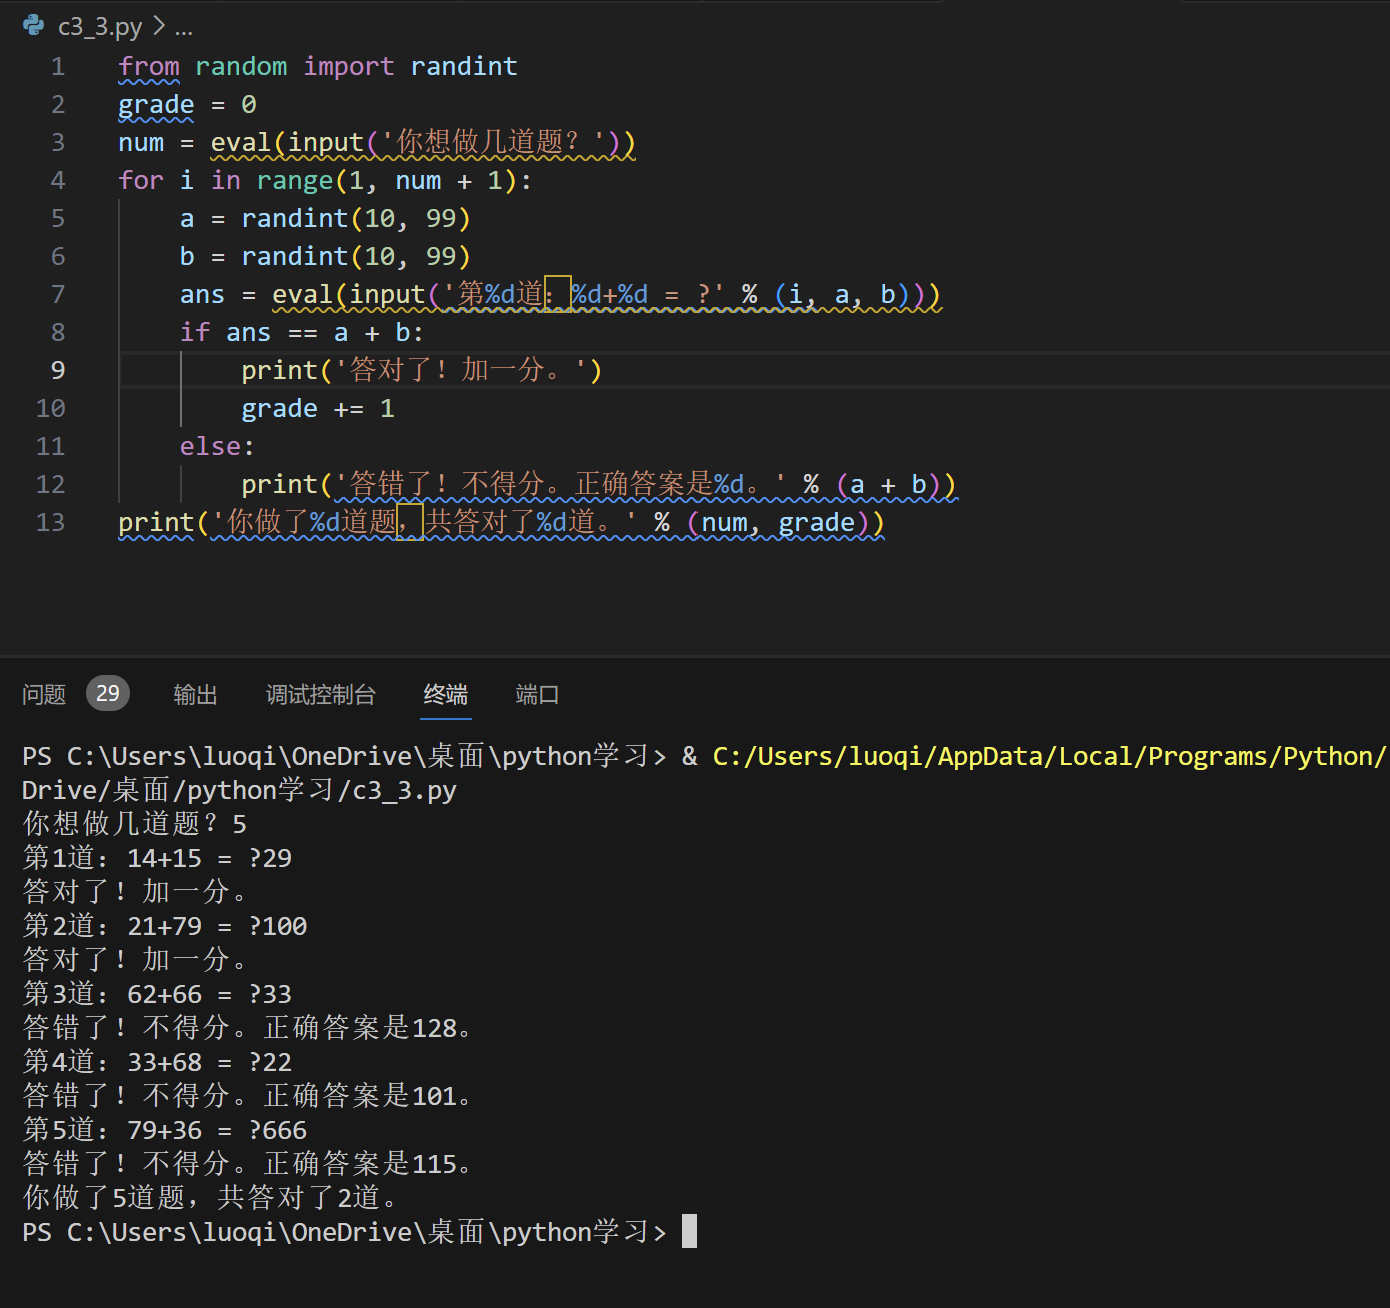 c3_3.py > ...
1 from random import randint
2 grade = 0
3 num = eval(input('你想做几道题？'))
4 for i in range(1, num + 1):
5     a = randint(10, 99)
6     b = randint(10, 99)
7     ans = eval(input('第%d道：%d+%d = ?' % (i, a, b)))
8     if ans == a + b:
9         print('答对了！加一分。')
10         grade += 1
11     else:
12         print('答错了！不得分。正确答案是%d。' % (a + b))
13 print('你做了%d道题，共答对了%d道。' % (num, grade))
问题 29 输出 调试控制台 终端 端口
PS C:\Users\luoqi\OneDrive\桌面\python学习> & C:/Users/luoqi/AppData/Local/Programs/Python/
Drive/桌面/python学习/c3_3.py
你想做几道题？5
第1道：14+15 = ?29
答对了！加一分。
第2道：21+79 = ?100
答对了！加一分。
第3道：62+66 = ?33
答错了！不得分。正确答案是128。
第4道：33+68 = ?22
答错了！不得分。正确答案是101。
第5道：79+36 = ?666
答错了！不得分。正确答案是115。
你做了5道题，共答对了2道。
PS C:\Users\luoqi\OneDrive\桌面\python学习>